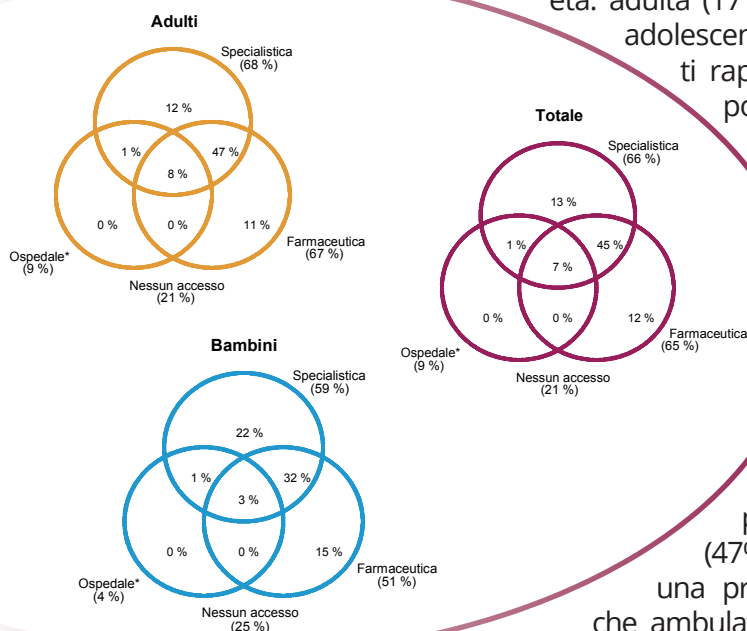 età: adulta (17
adolescen
ti rap
po
Adulti
Specialistica
(68 %)
12 %
1 %
47 %
8 %
0 %
0 %
11 %
Ospedale*
(9 %)
Farmaceutica
(67 %)
Nessun accesso
(21 %)
Totale
Specialistica
(66 %)
13 %
1 %
45 %
7 %
0 %
0 %
12 %
Ospedale*
(9 %)
Farmaceutica
(65 %)
Nessun accesso
(21 %)
Bambini
Specialistica
(59 %)
22 %
1 %
32 %
3 %
0 %
0 %
15 %
Ospedale*
(4 %)
Farmaceutica
(51 %)
Nessun accesso
(25 %)
p
(47%
una pr
che ambula